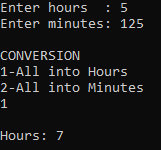 Enter hours  : 5
Enter minutes: 125
CONVERSION
1-All into Hours
2-All into Minutes
1
Hours: 7